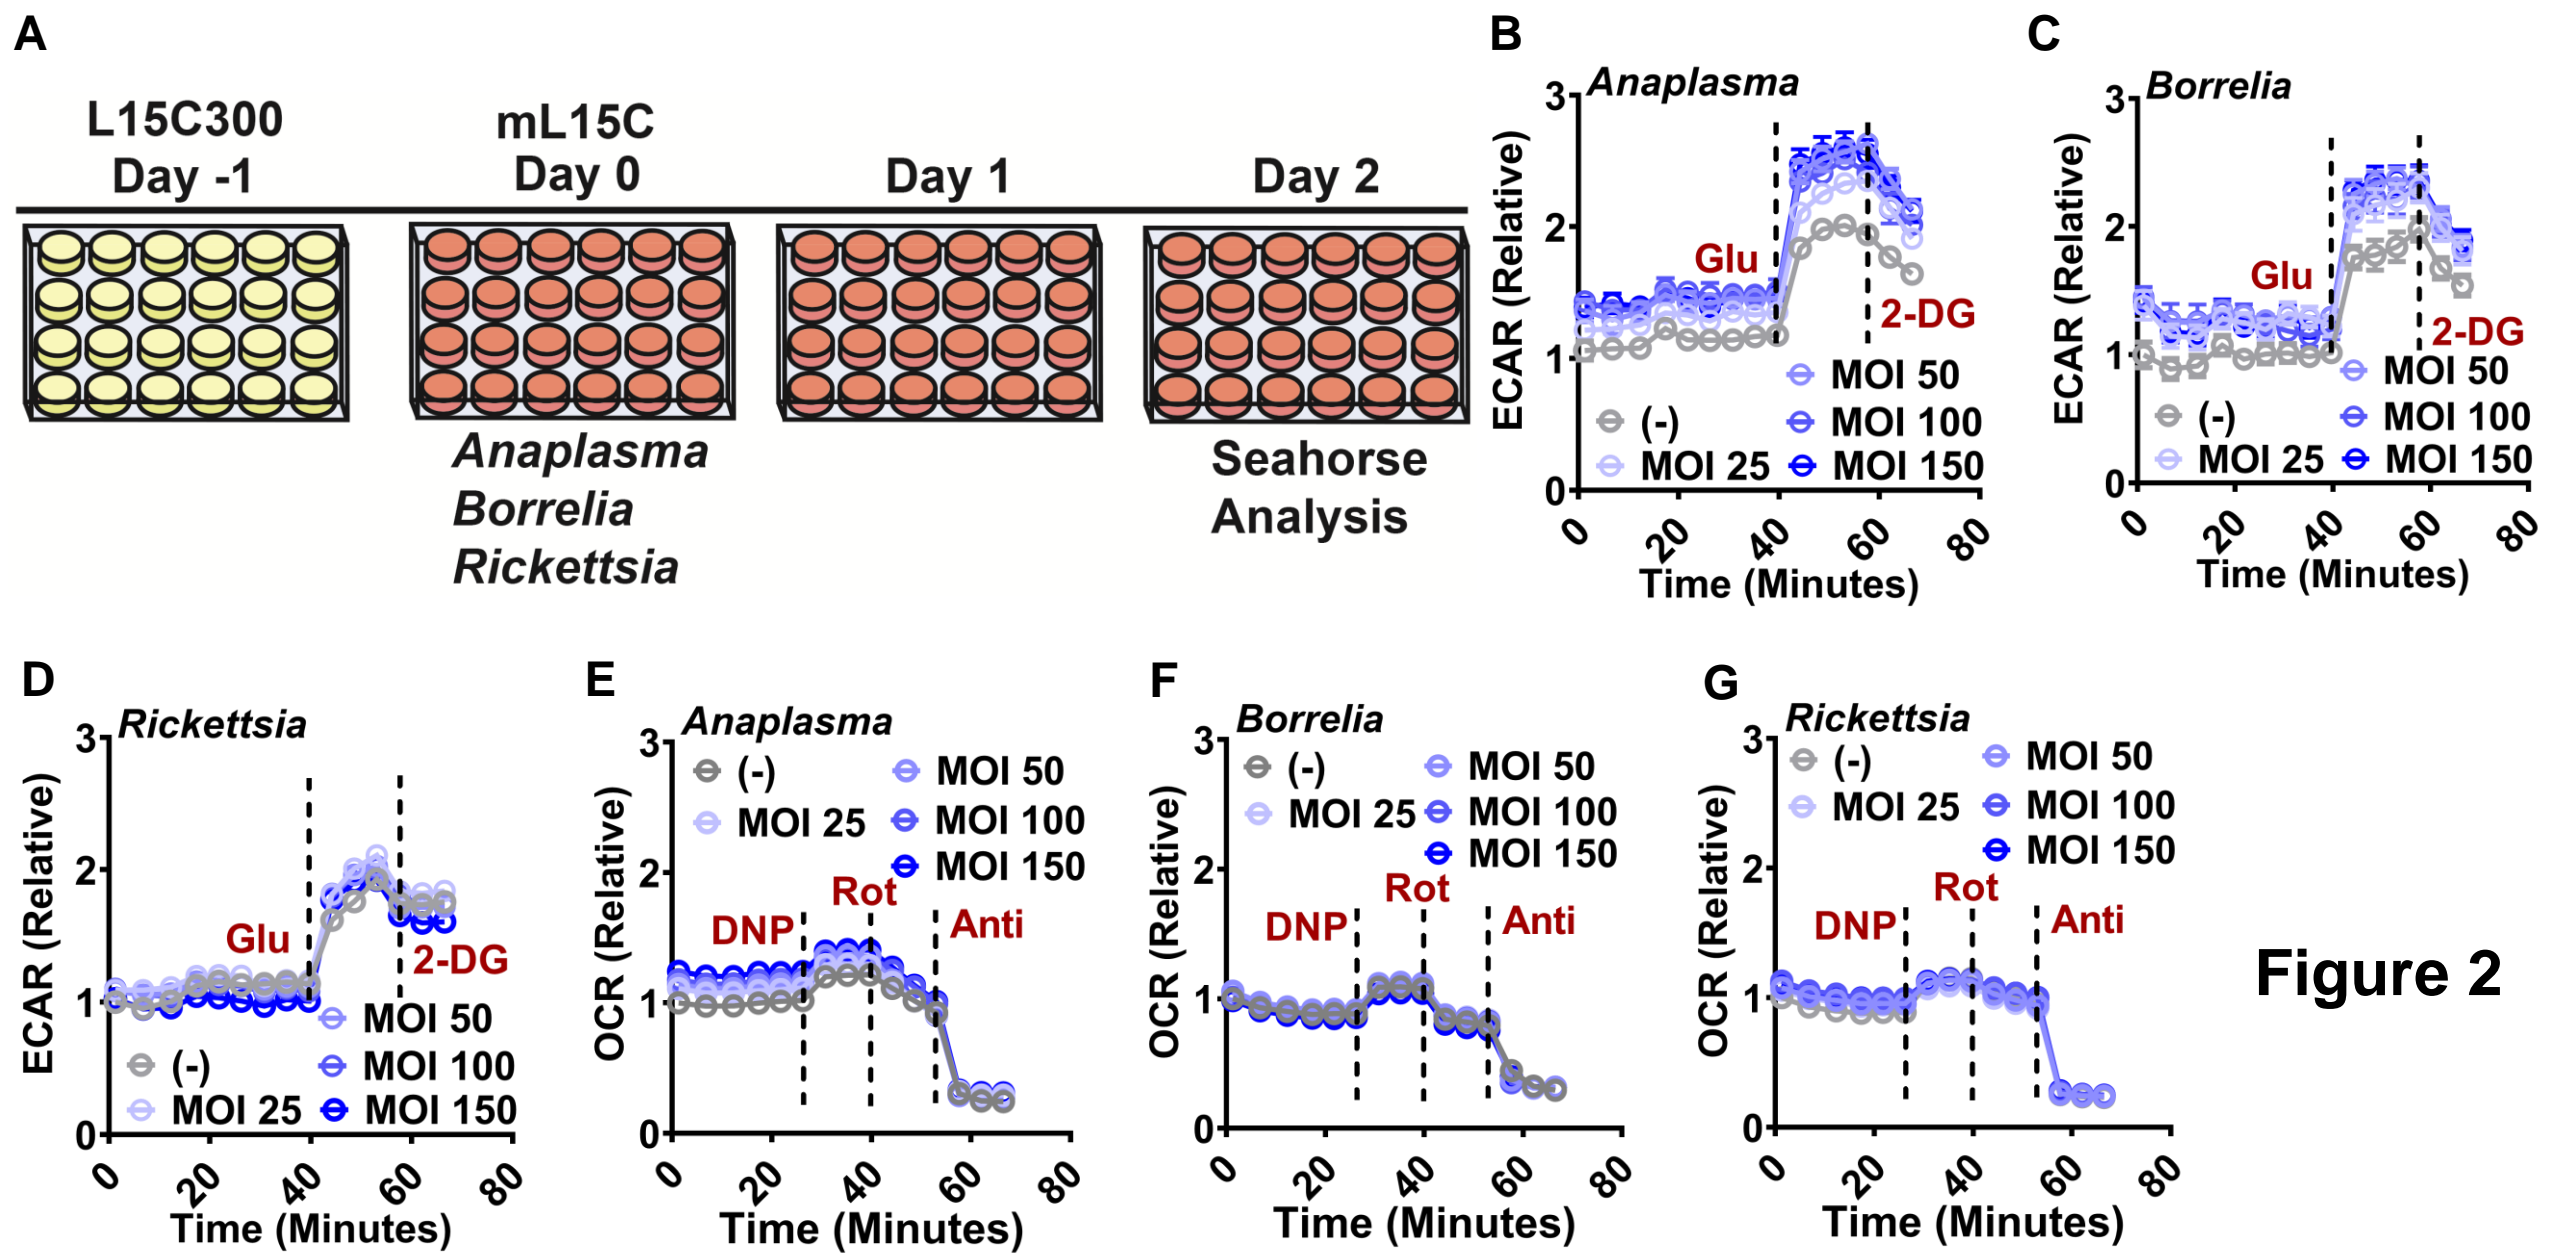 A
L15C300
Day -1
mL15C
Day 0
Day 1
Day 2
Anaplasma
Borrelia
Rickettsia
Seahorse
Analysis
B
Anaplasma
ECAR (Relative)
3
2
1
0
Glu
2-DG
MOI 50
(-)
MOI 100
MOI 25
MOI 150
0
20
40
60
80
Time (Minutes)
C
Borrelia
ECAR (Relative)
3
2
1
0
Glu
2-DG
MOI 50
(-)
MOI 100
MOI 25
MOI 150
0
20
40
60
80
Time (Minutes)
D
Rickettsia
ECAR (Relative)
3
2
1
0
Glu
2-DG
MOI 50
(-)
MOI 100
MOI 25
MOI 150
0
20
40
60
80
Time (Minutes)
E
Anaplasma
OCR (Relative)
3
2
1
0
(-)
MOI 50
MOI 25
MOI 100
MOI 150
DNP
Rot
Anti
0
20
40
60
80
Time (Minutes)
F
Borrelia
OCR (Relative)
3
2
1
0
(-)
MOI 50
MOI 25
MOI 100
MOI 150
DNP
Rot
Anti
0
20
40
60
80
Time (Minutes)
G
Rickettsia
OCR (Relative)
3
2
1
0
(-)
MOI 50
MOI 25
MOI 100
MOI 150
DNP
Rot
Anti
0
20
40
60
80
Time (Minutes)
Figure 2